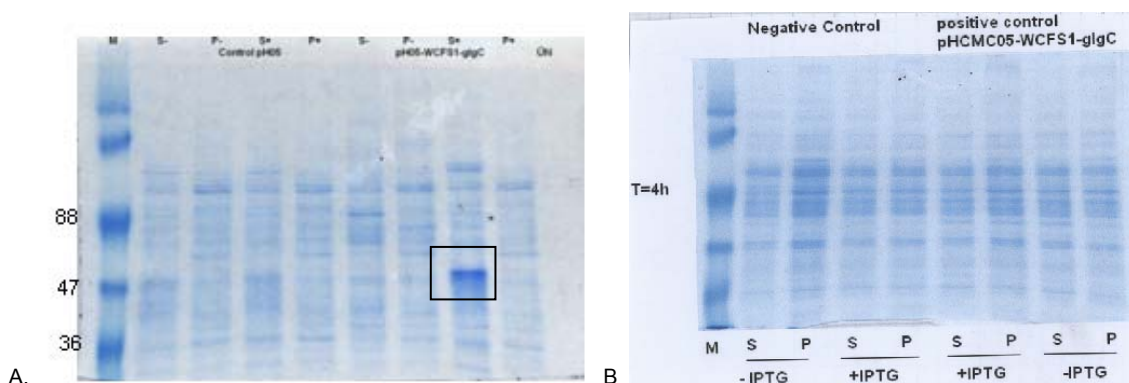 M S- P- S+ P+ S- P- S+ P+
Control pH05 pH05-WCFS1-glgC ÜN
88
47
36
A.
Negative Control positive control
pHCMC05-WCFS1-glgC
T=4h
M S P S P S P S P
-IPTG +IPTG +IPTG -IPTG
B